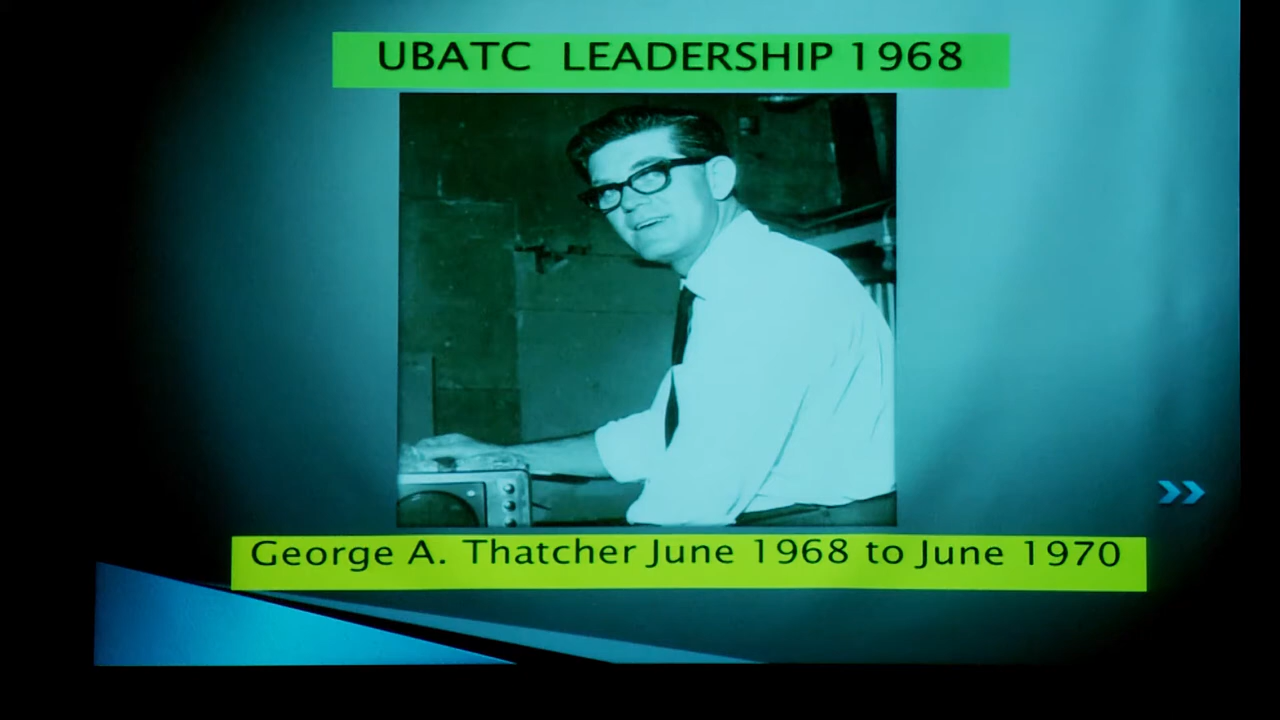 UBATC LEADERSHIP 1968
George A. Thatcher June 1968 to June 1970